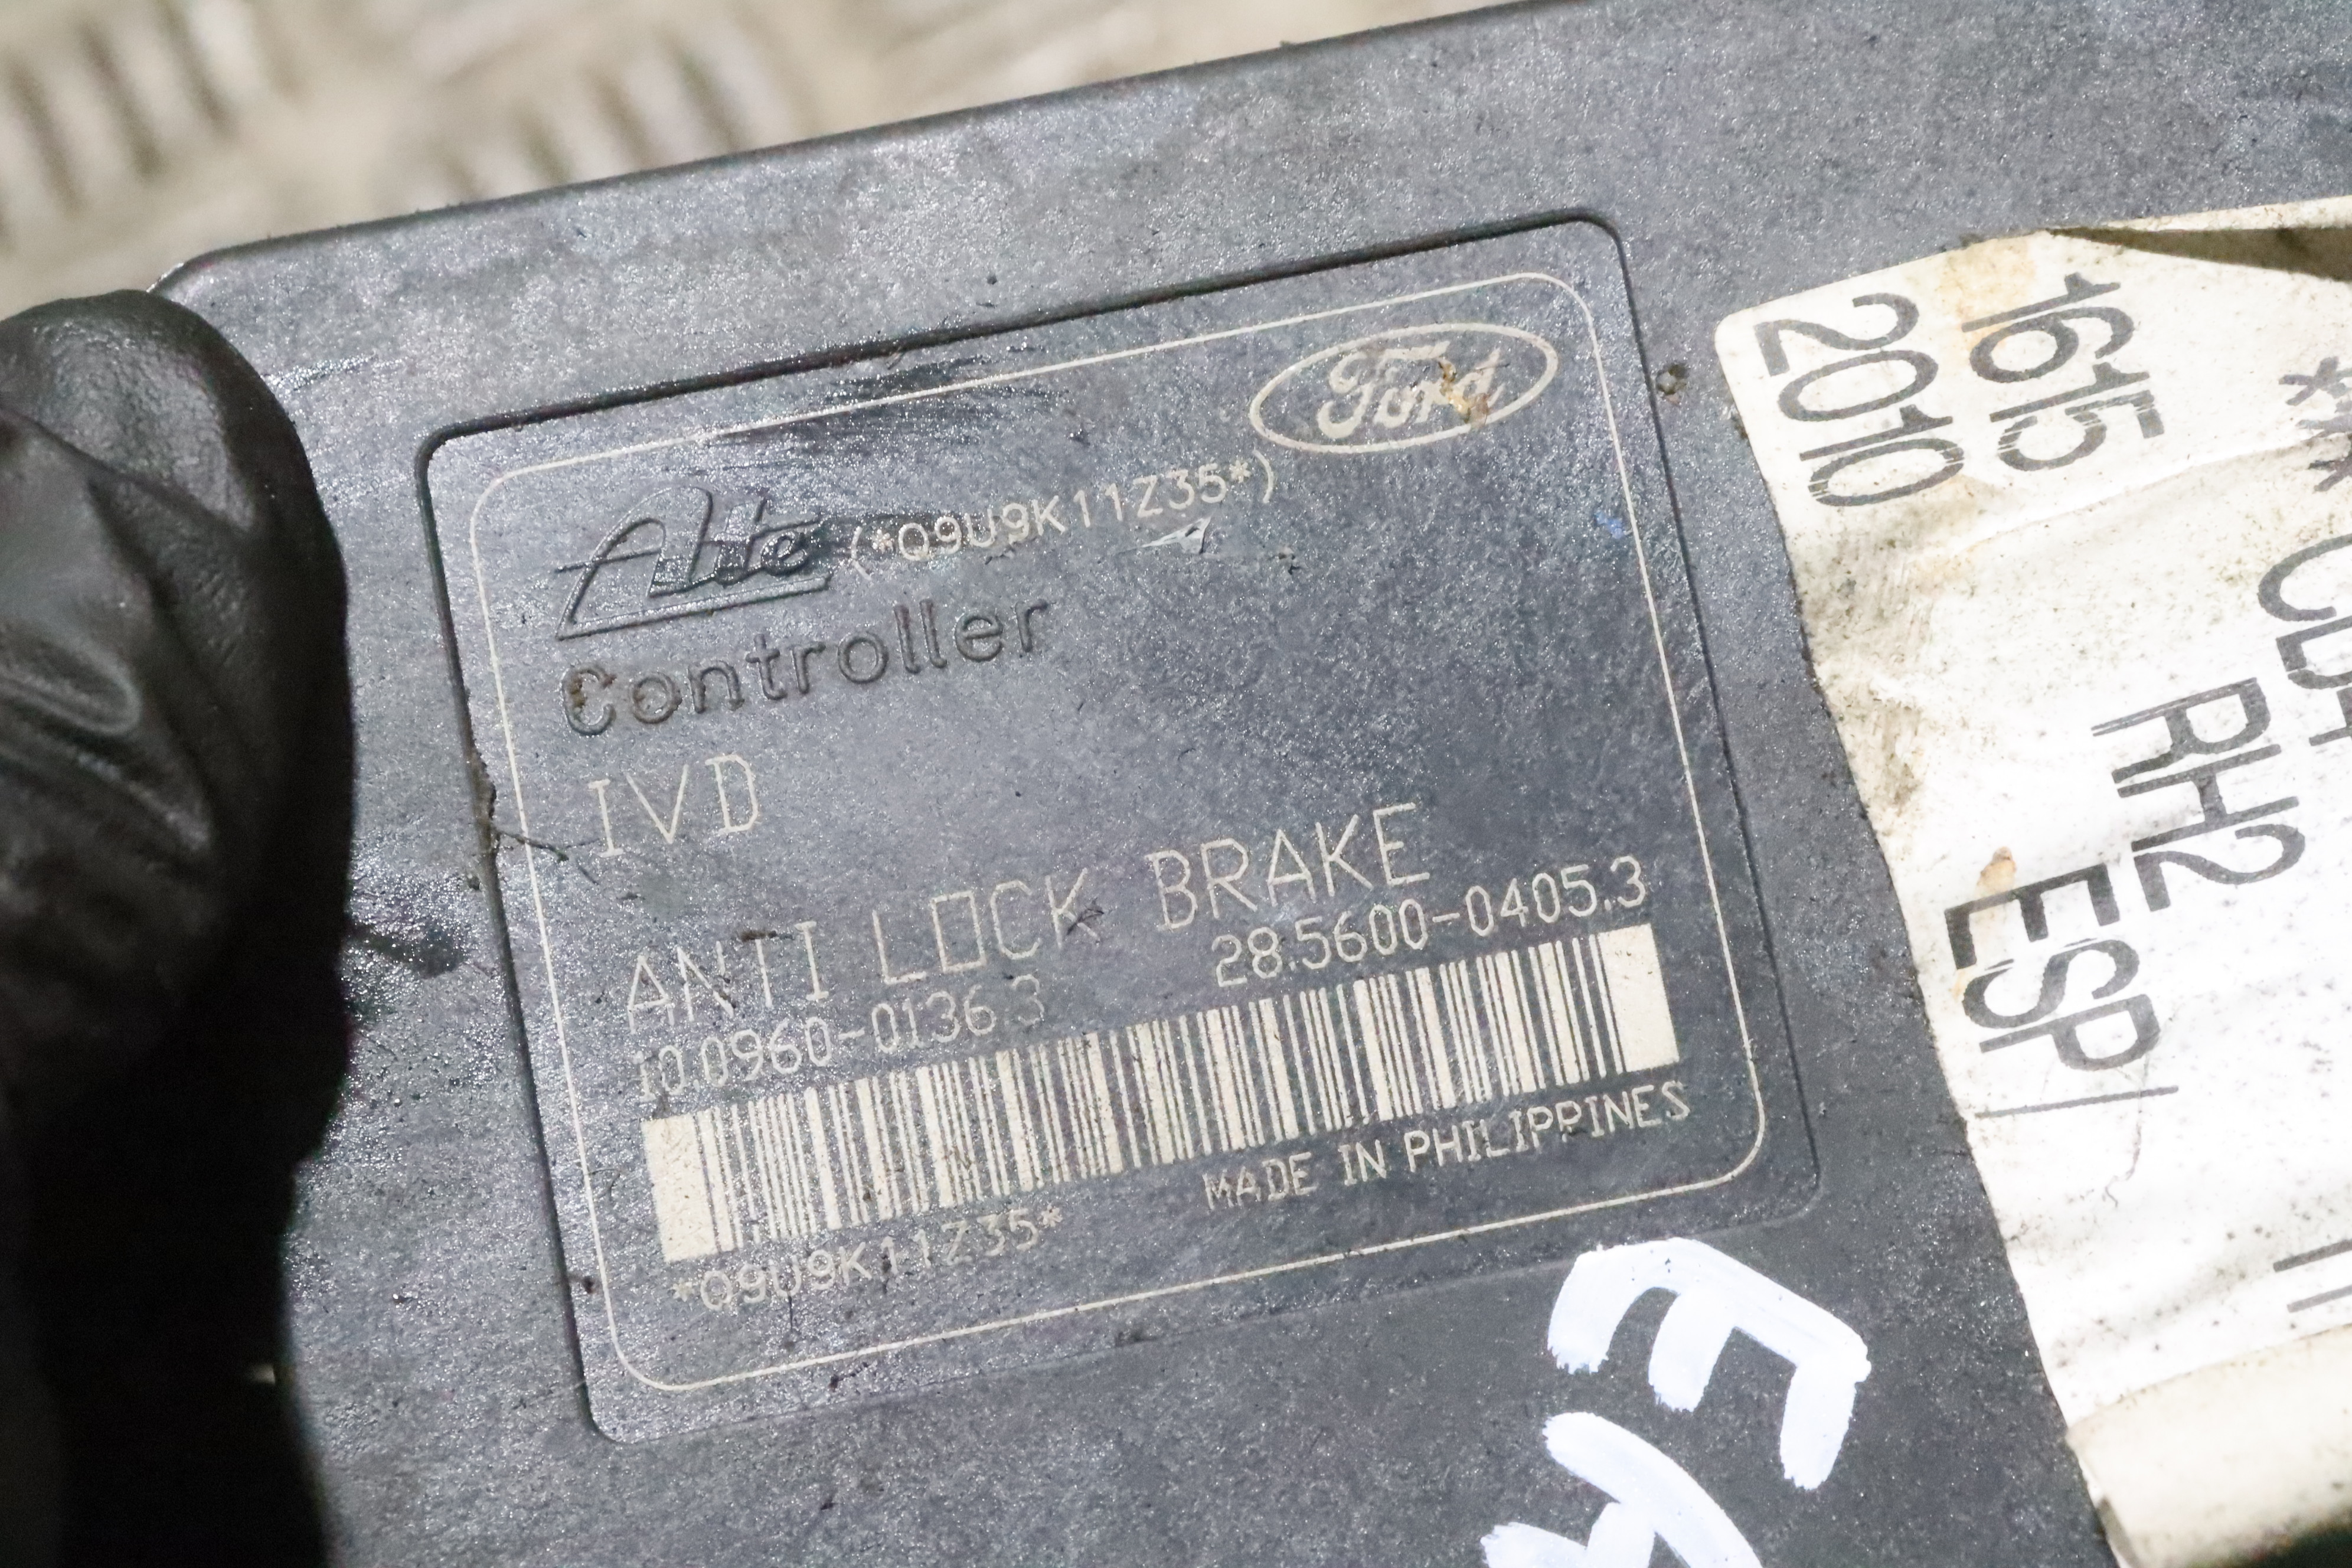 Ford
Ate (*Q9U9K11Z35*)
Controller
IVD
ANTI LOCK BRAKE
10.0960-0136.3 28.5600-0405.3
*Q9U9K11Z35*
MADE IN PHILIPPINES
1615
2010
RH2
ESP
E